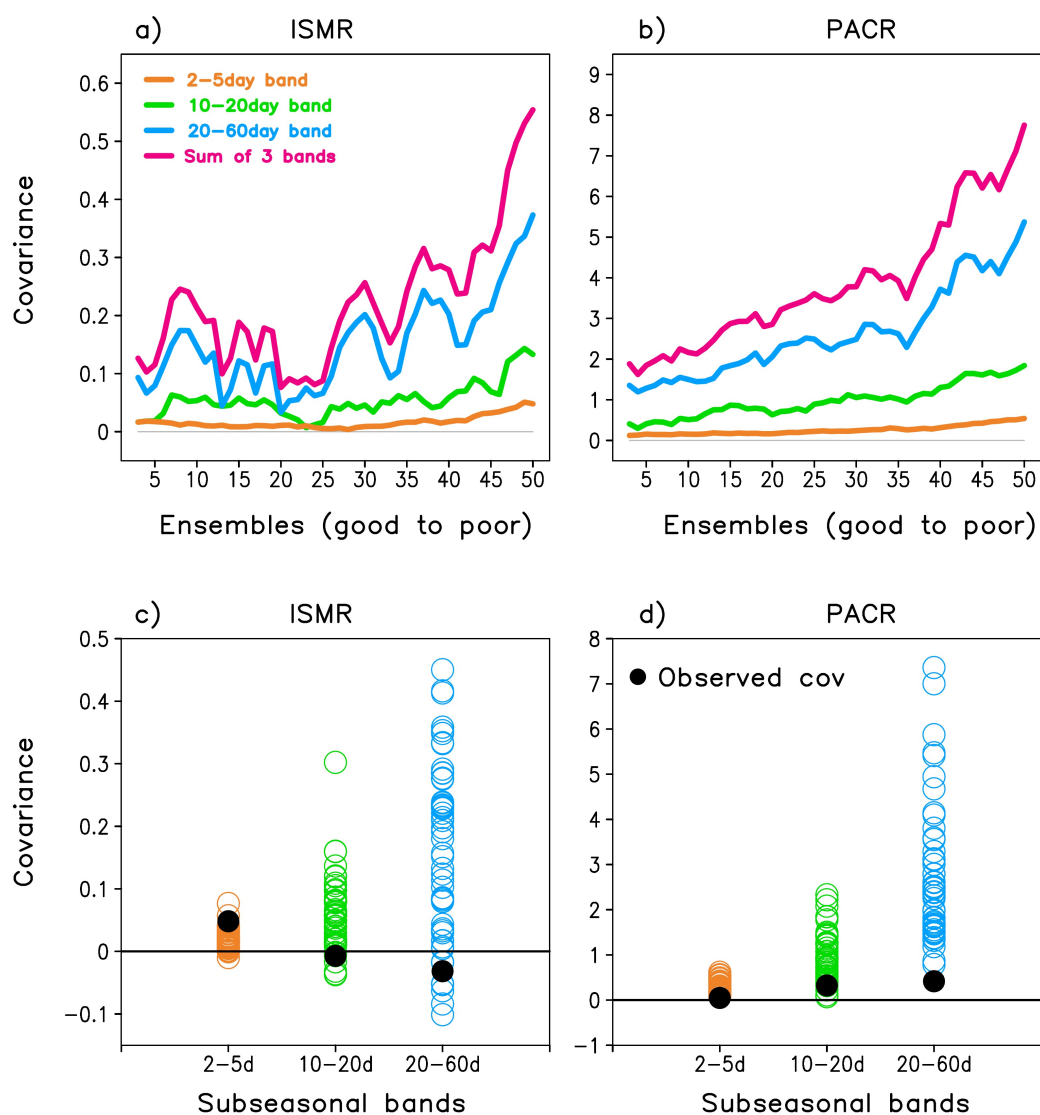 a) ISMR
b) PACR
0.6
0.5
0.4
0.3
0.2
0.1
0
Covariance
2-5day band
10-20day band
20-60day band
Sum of 3 bands
5 10 15 20 25 30 35 40 45 50
Ensembles (good to poor)
9
8
7
6
5
4
3
2
1
0
5 10 15 20 25 30 35 40 45 50
Ensembles (good to poor)
c) ISMR
d) PACR
0.5
0.4
0.3
0.2
0.1
0
-0.1
Covariance
2-5d 10-20d 20-60d
Subseasonal bands
8
7
6
5
4
3
2
1
0
-1
Observed cov
2-5d 10-20d 20-60d
Subseasonal bands